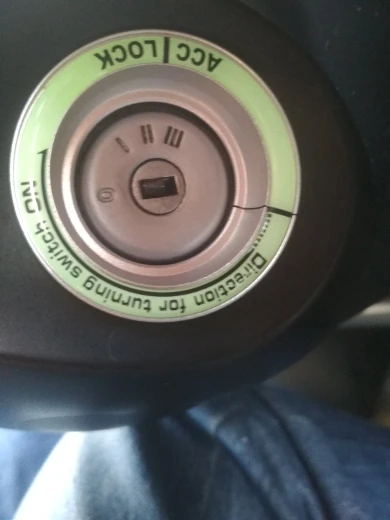 LOCK
ACC
ON
Direction for turning switch
0
I
II
III